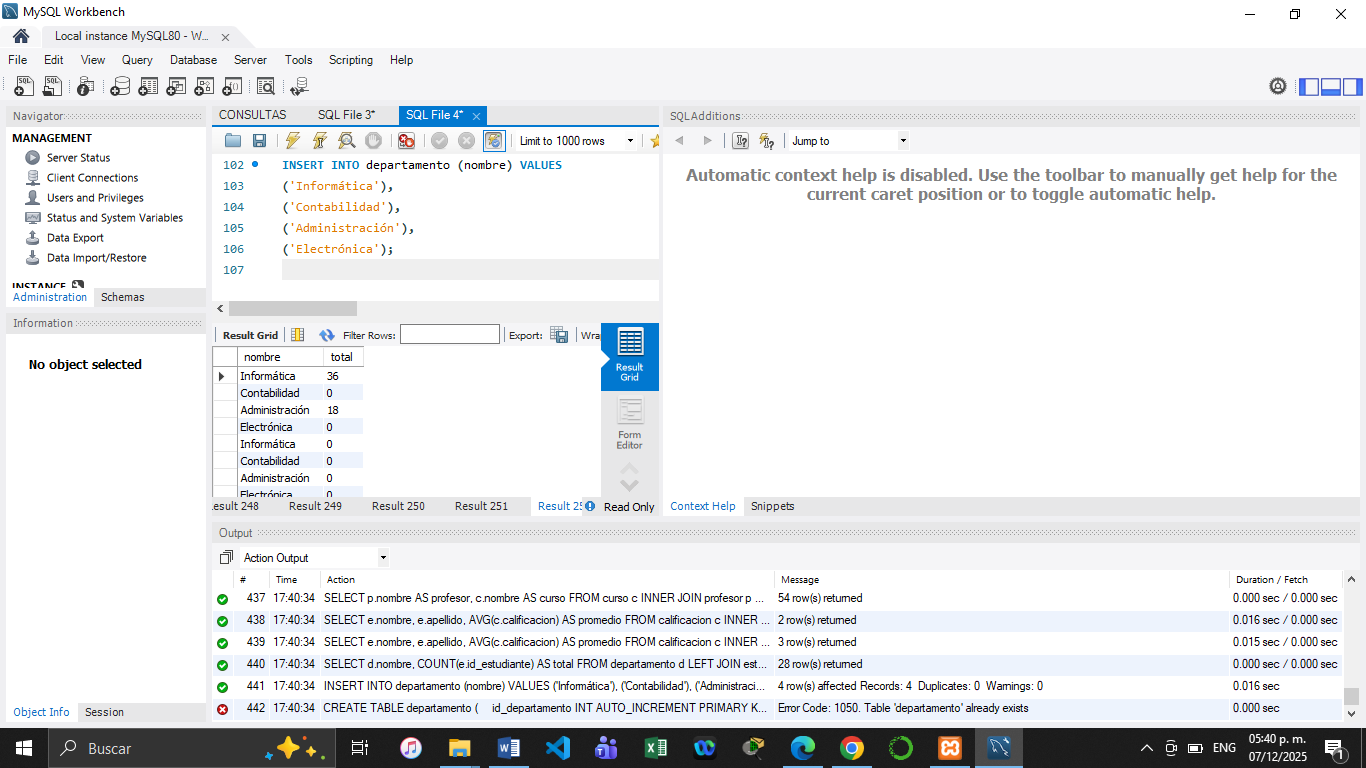 MySQL Workbench
Local instance MySQL80 - W...
File Edit View Query Database Server Tools Scripting Help
Navigator
MANAGEMENT
Server Status
Client Connections
Users and Privileges
Status and System Variables
Data Export
Data Import/Restore
INSTANCE
Administration Schemas
Information
No object selected
Object Info Session
CONSULTAS SQL File 3* SQL File 4*
Limit to 1000 rows
102 INSERT INTO departamento (nombre) VALUES
103 ('Informática'),
104 ('Contabilidad'),
105 ('Administración'),
106 ('Electrónica');
107
Result Grid Filter Rows: Export: Wra
nombre total
Informática 36
Contabilidad 0
Administración 18
Electrónica 0
Informática 0
Contabilidad 0
Administración 0
Electrónica 0
Result
Grid
Form
Editor
esult 248 Result 249 Result 250 Result 251 Result 25 Read Only
SQLAdditions
Jump to
Automatic context help is disabled. Use the toolbar to manually get help for the
current caret position or to toggle automatic help.
Context Help Snippets
Output
Action Output
# Time Action Message Duration / Fetch
437 17:40:34 SELECT p.nombre AS profesor, c.nombre AS curso FROM curso c INNER JOIN profesor p ... 54 row(s) returned 0.000 sec / 0.000 sec
438 17:40:34 SELECT e.nombre, e.apellido, AVG(c.calificacion) AS promedio FROM calificacion c INNER ... 2 row(s) returned 0.016 sec / 0.000 sec
439 17:40:34 SELECT e.nombre, e.apellido, AVG(c.calificacion) AS promedio FROM calificacion c INNER ... 3 row(s) returned 0.015 sec / 0.000 sec
440 17:40:34 SELECT d.nombre, COUNT(e.id_estudiante) AS total FROM departamento d LEFT JOIN est... 28 row(s) returned 0.000 sec / 0.000 sec
441 17:40:34 INSERT INTO departamento (nombre) VALUES ('Informática'), ('Contabilidad'), ('Administraci... 4 row(s) affected Records: 4 Duplicates: 0 Warnings: 0 0.016 sec
442 17:40:34 CREATE TABLE departamento ( id_departamento INT AUTO_INCREMENT PRIMARY K... Error Code: 1050. Table 'departamento' already exists 0.000 sec
Buscar
ENG
05:40 p. m.
07/12/2025
1